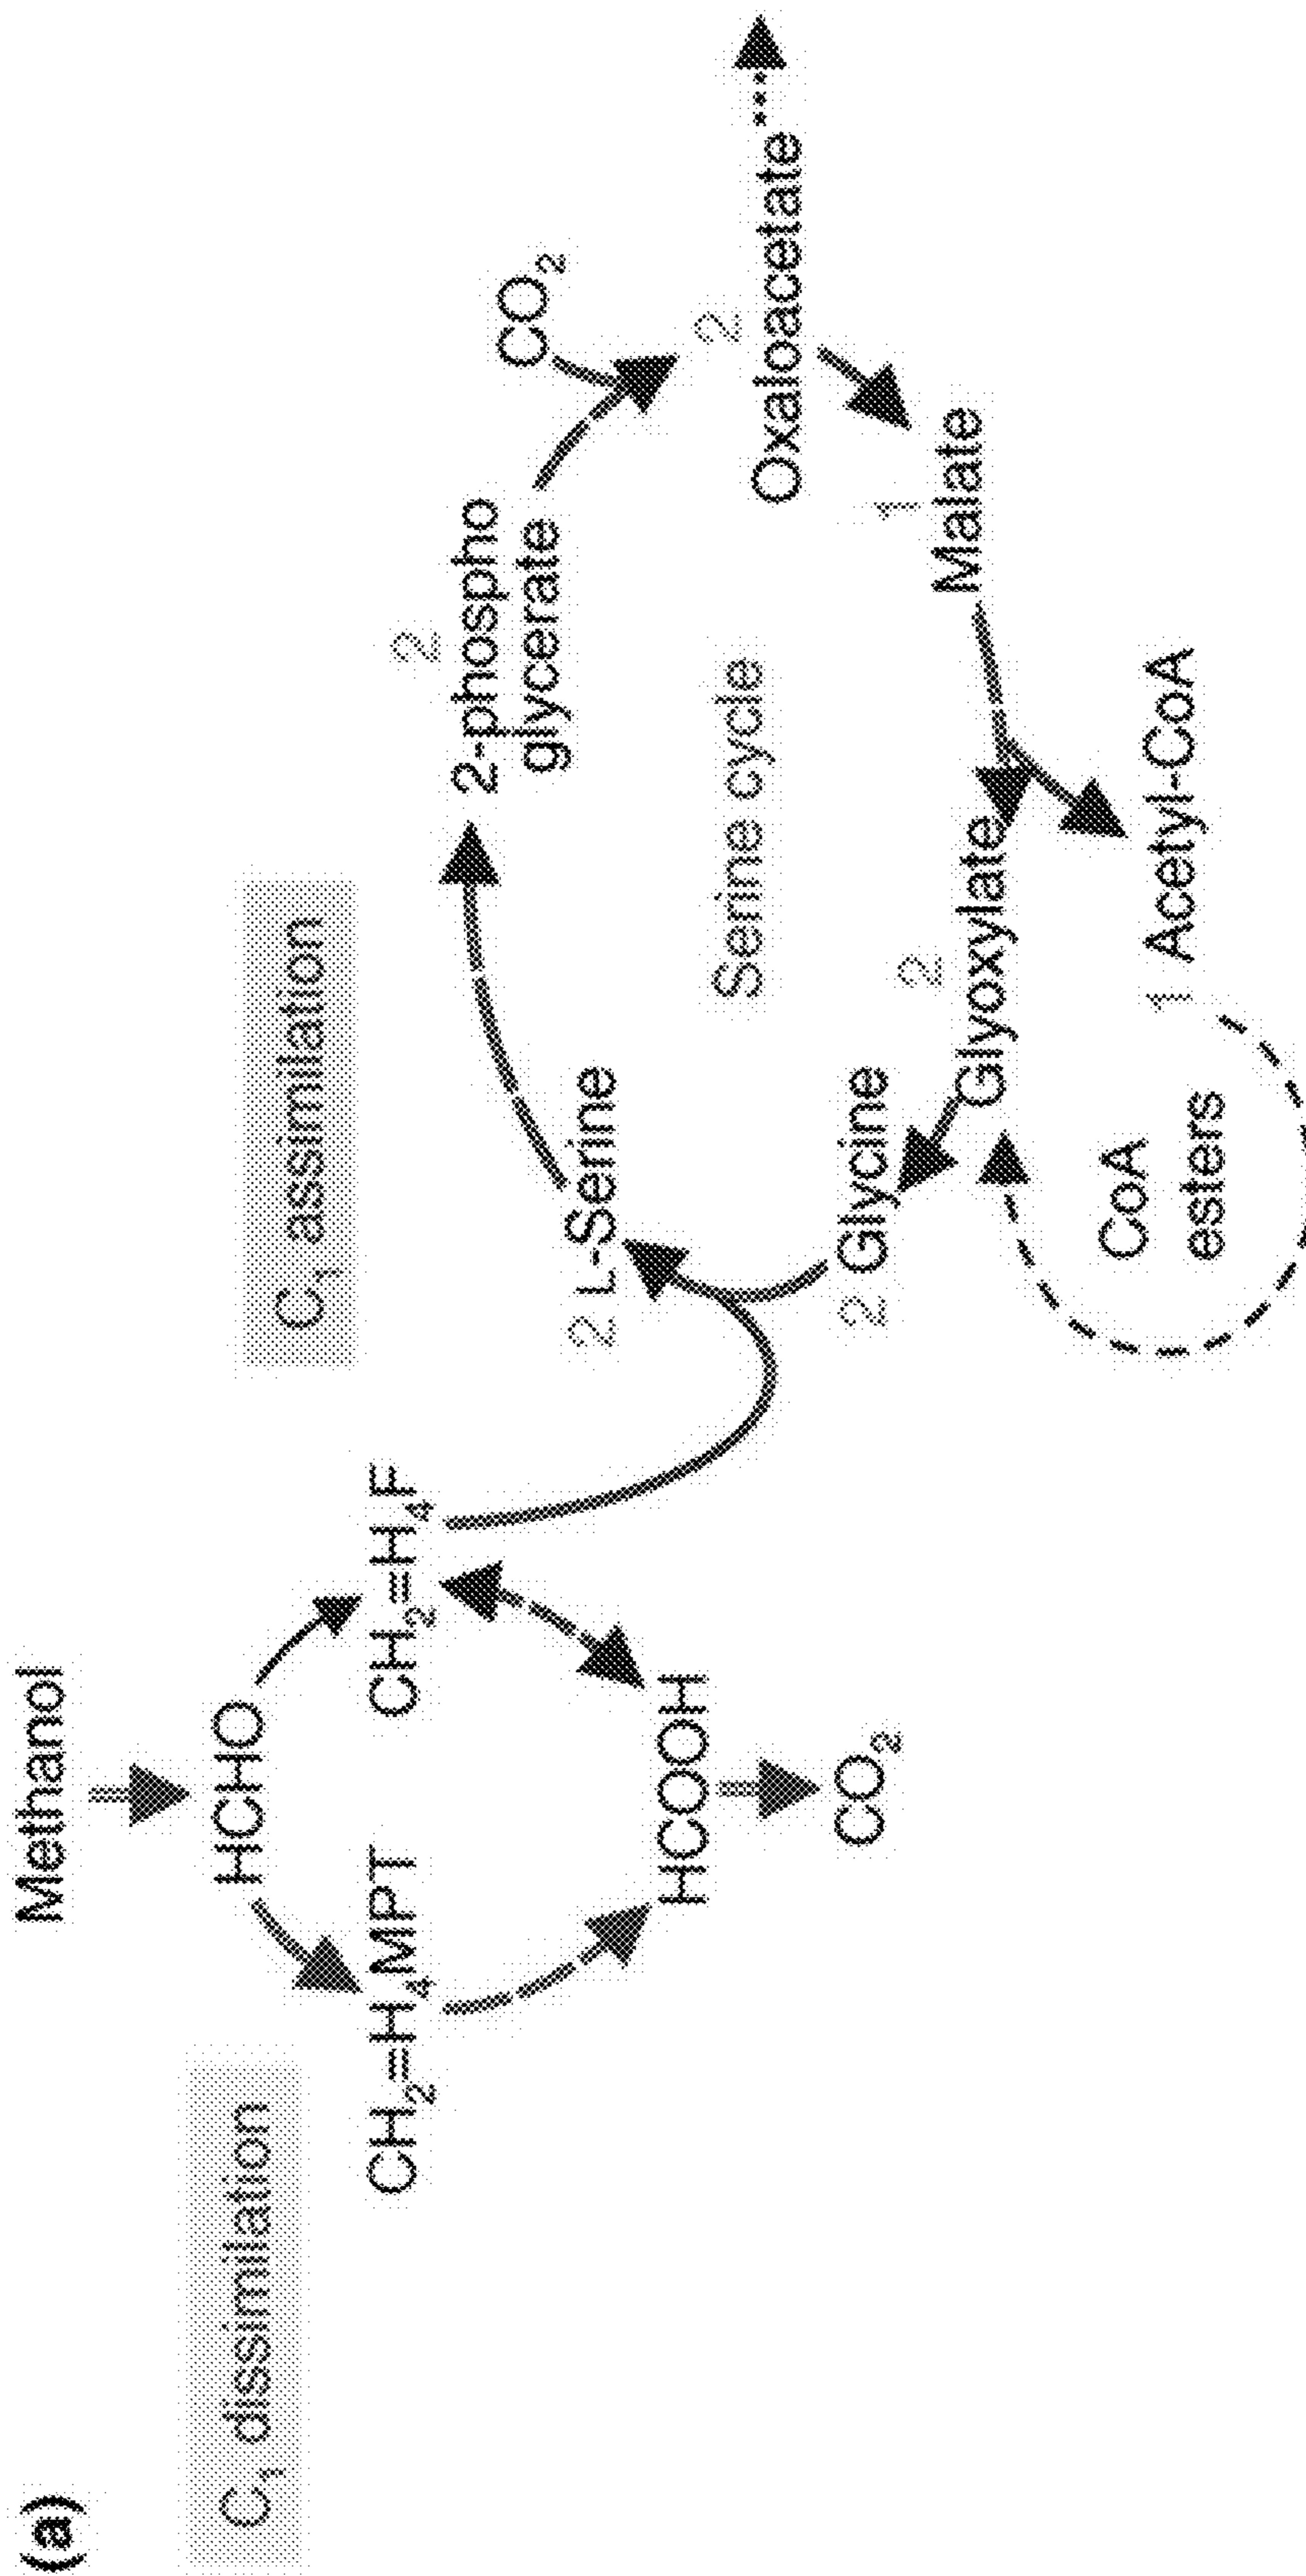 (a)
Methanol
C₁ dissimilation
HCHO
C₁ assimilation
CH₂=H₄MPT
CH₂=H₄F
2
2-phospho
glycerate
CO₂
2 L-Serine
HCOOH
Serine cycle
2
Oxaloacetate
CO₂
2 Glycine
1
Malate
2
Glyoxylate
CoA
esters
1 Acetyl-CoA